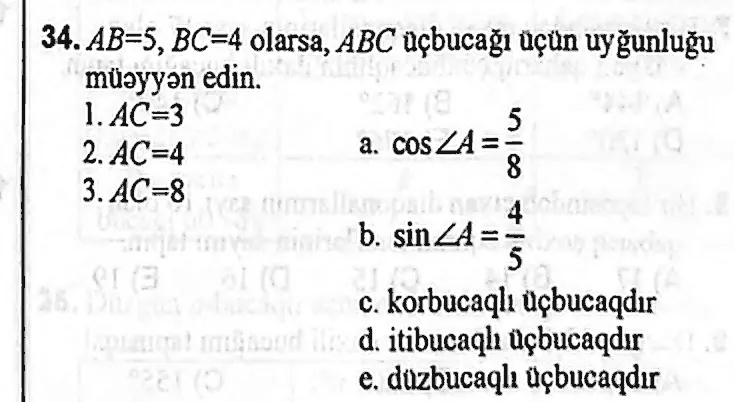 34. AB=5, BC=4 olarsa, ABC üçbucağı üçün uyğunluğu
müəyyən edin.
1. AC=3
2. AC=4
a. cos∠A = 5/8
3. AC=8
b. sin∠A = 4/5
c. korbucaqlı üçbucaqdır
d. itibucaqlı üçbucaqdır
e. düzbucaqlı üçbucaqdır